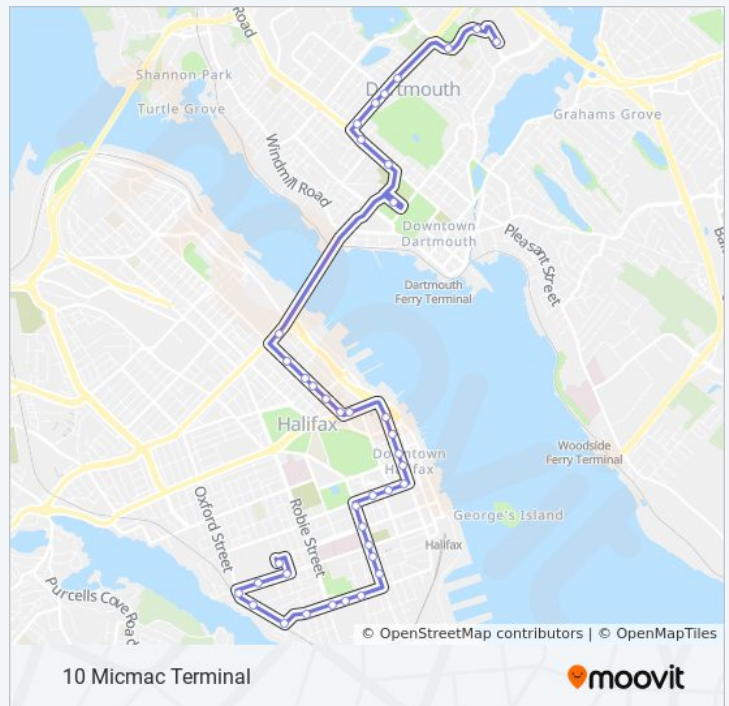 Road
Shannon Park
Turtle Grove
Dartmouth
Grahams Grove
Windmill Road
Downtown
Dartmouth
Pleasant Street
Dartmouth
Ferry Terminal
Halifax
Downtown
Halifax
Woodside
Ferry Terminal
Oxford Street
Robie Street
George's Island
Halifax
Purcells Cove Road
© OpenStreetMap contributors | © OpenMapTiles
10 Micmac Terminal
moovit